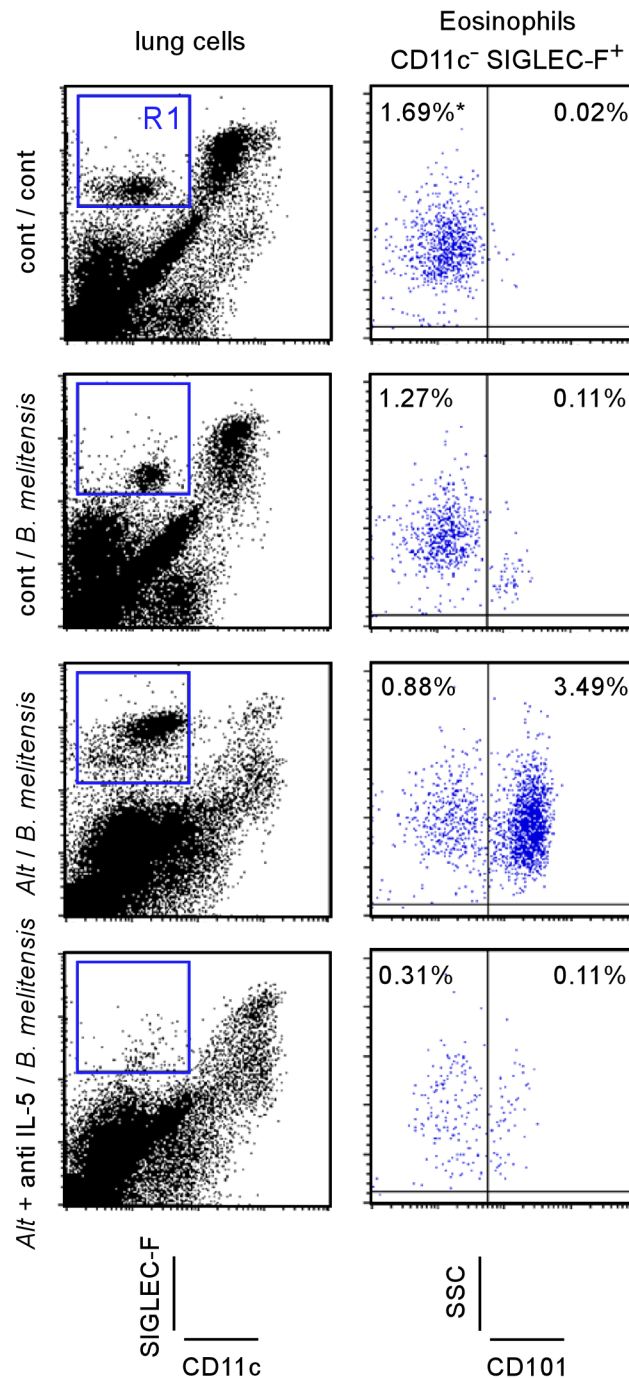 lung cells
Eosinophils
CD11c⁻ SIGLEC-F⁺
cont / cont
R1
1.69%*
0.02%
cont / B. melitensis
1.27%
0.11%
Alt / B. melitensis
0.88%
3.49%
Alt + anti IL-5 / B. melitensis
0.31%
0.11%
SIGLEC-F
CD11c
SSC
CD101